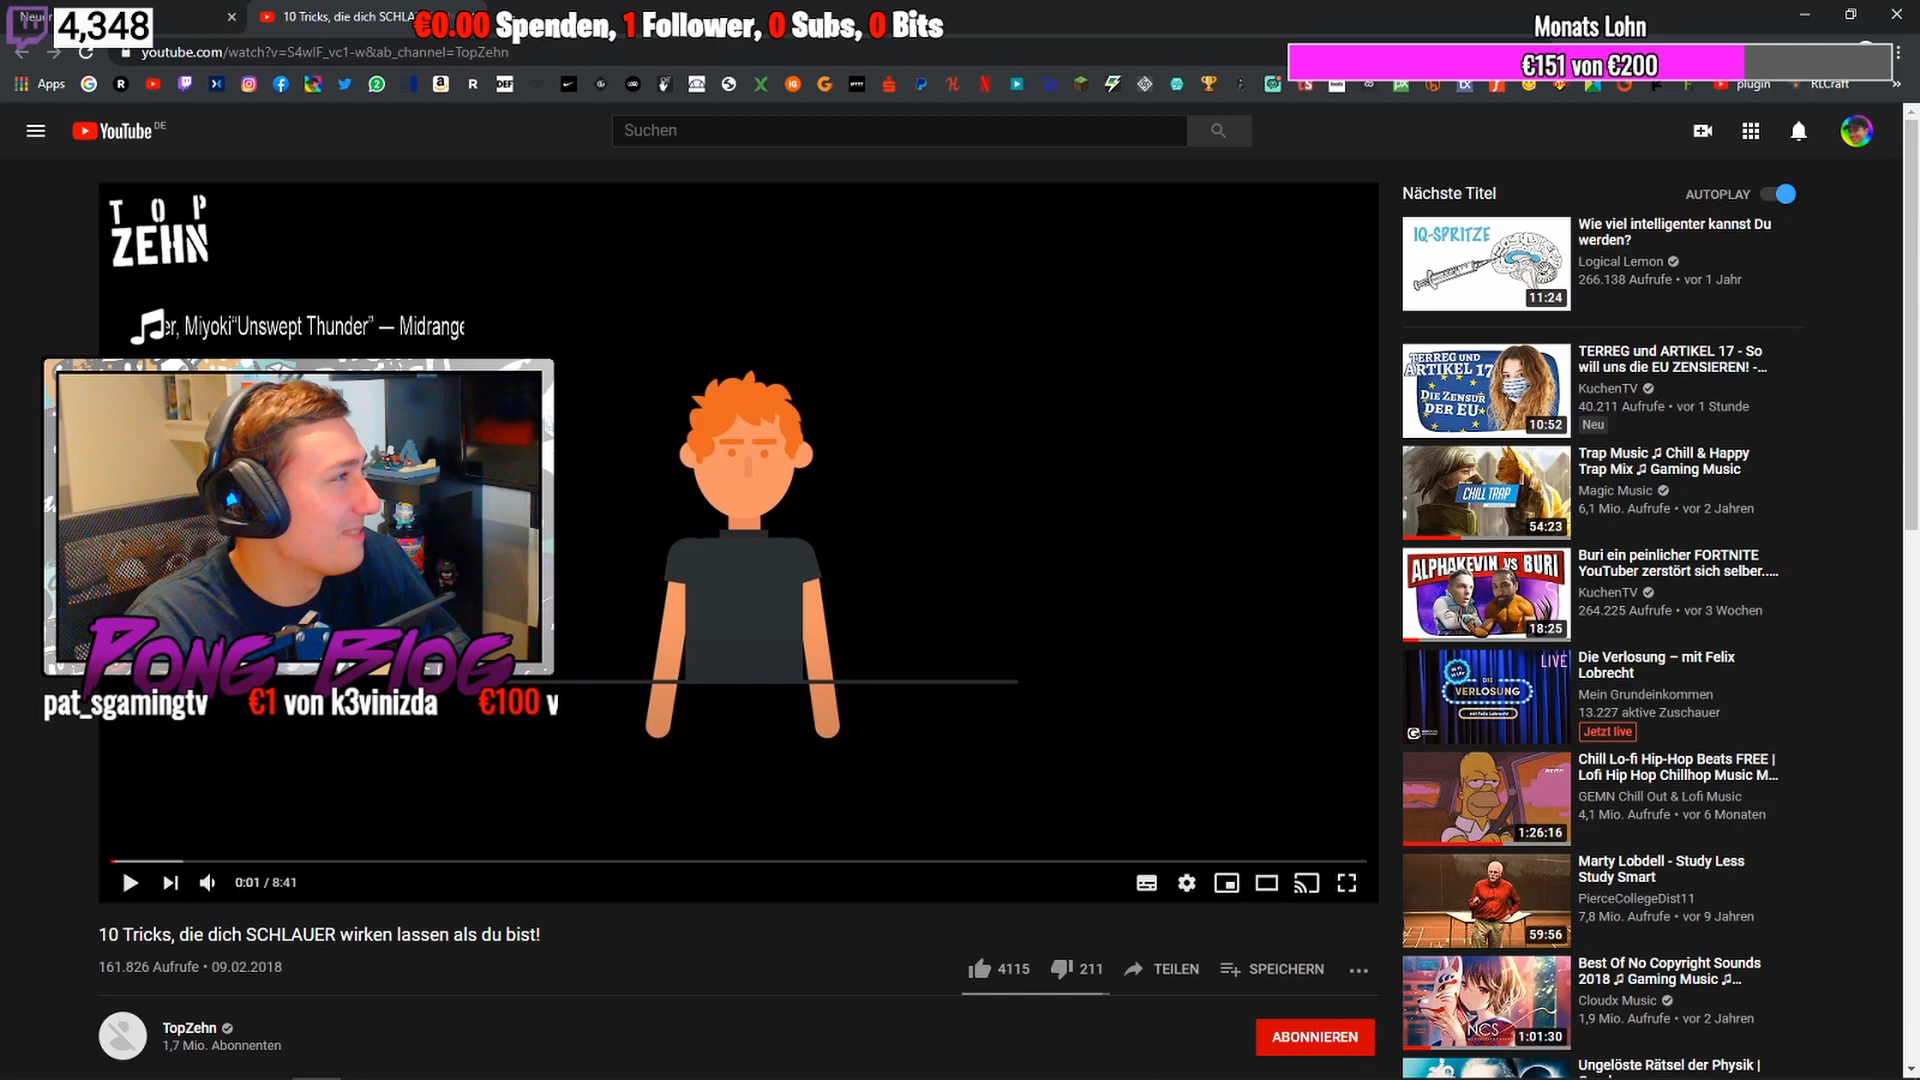 4,348
10 Tricks, die dich SCHLA
€0.00 Spenden, 1 Follower, 0 Subs, 0 Bits
Monats Lohn
€151 von €200
youtube.com/watch?v=S4wIF_vc1-w&ab_channel=TopZehn
Apps
plugin
RLCraft
YouTube DE
Suchen
TOP
ZEHN
er, Miyoki“Unswept Thunder” — Midrange
PONG BLOG
pat_sgamingtv €1 von k3vinizda €100 v
0:01 / 8:41
10 Tricks, die dich SCHLAUER wirken lassen als du bist!
161.826 Aufrufe • 09.02.2018
4115 211 TEILEN SPEICHERN
TopZehn
1,7 Mio. Abonnenten
ABONNIEREN
Nächste Titel
AUTOPLAY
IQ-SPRITZE
11:24
Wie viel intelligenter kannst Du
werden?
Logical Lemon
266.138 Aufrufe • vor 1 Jahr
TERREG UND
ARTIKEL 17
DIE ZENSUR
DER EU
10:52
TERREG und ARTIKEL 17 - So
will uns die EU ZENSIEREN! -...
KuchenTV
40.211 Aufrufe • vor 1 Stunde
Neu
CHILL TRAP
54:23
Trap Music ♫ Chill & Happy
Trap Mix ♫ Gaming Music
Magic Music
6,1 Mio. Aufrufe • vor 2 Jahren
ALPHAKEVIN VS BURI
18:25
Buri ein peinlicher FORTNITE
YouTuber zerstört sich selber.....
KuchenTV
264.225 Aufrufe • vor 3 Wochen
LIVE
DIE
VERLOSUNG
mit Felix Lobrecht
Die Verlosung – mit Felix
Lobrecht
Mein Grundeinkommen
13.227 aktive Zuschauer
Jetzt live
1:26:16
Chill Lo-fi Hip-Hop Beats FREE |
Lofi Hip Hop Chillhop Music M...
GEMN Chill Out & Lofi Music
4,1 Mio. Aufrufe • vor 6 Monaten
59:56
Marty Lobdell - Study Less
Study Smart
PierceCollegeDist11
7,8 Mio. Aufrufe • vor 9 Jahren
NCS
1:01:30
Best Of No Copyright Sounds
2018 ♫ Gaming Music ♫...
Cloudx Music
1,9 Mio. Aufrufe • vor 2 Jahren
Ungelöste Rätsel der Physik |